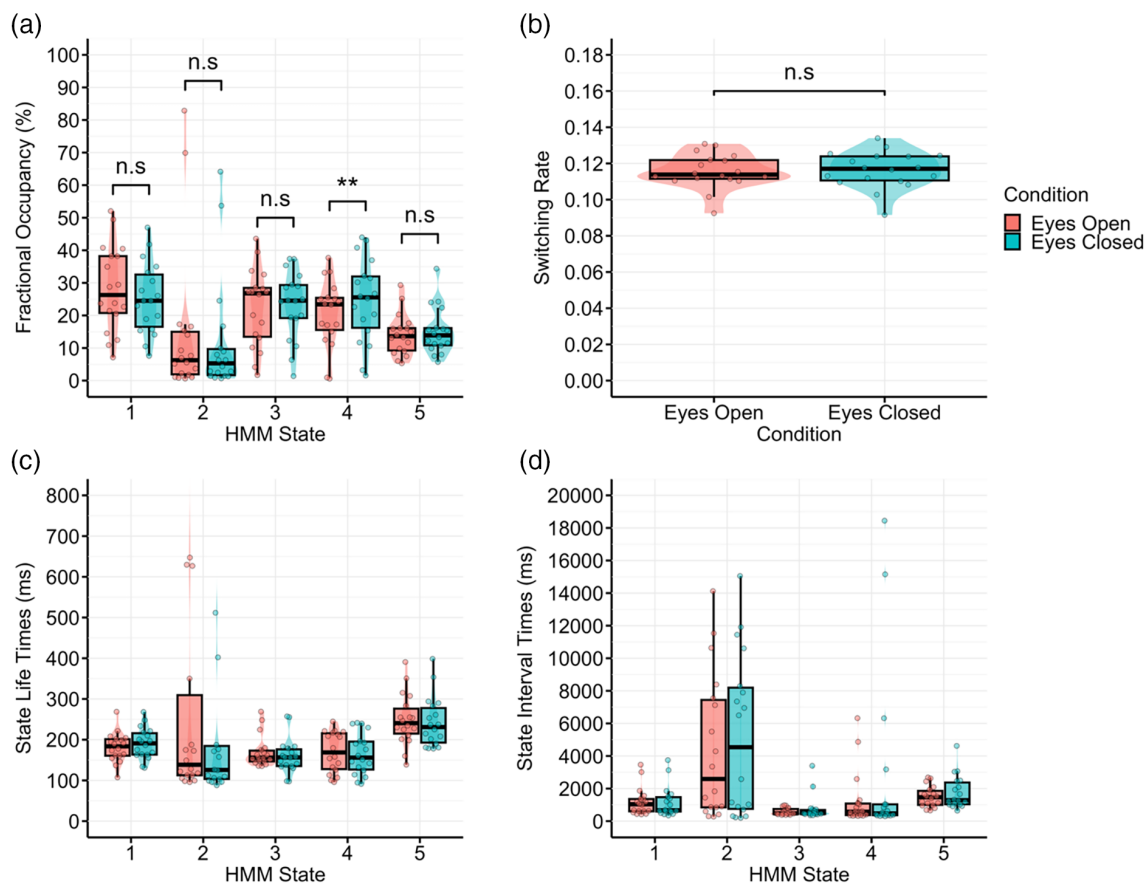 (a)
Fractional Occupancy (%)
100
90
80
70
60
50
40
30
20
10
0
n.s
n.s
n.s
**
n.s
1 2 3 4 5
HMM State
(b)
Switching Rate
0.18
0.16
0.14
0.12
0.10
0.08
0.06
0.04
0.02
0.00
n.s
Eyes Open Eyes Closed
Condition
Condition
Eyes Open
Eyes Closed
(c)
State Life Times (ms)
800
700
600
500
400
300
200
100
0
1 2 3 4 5
HMM State
(d)
State Interval Times (ms)
20000
18000
16000
14000
12000
10000
8000
6000
4000
2000
0
1 2 3 4 5
HMM State